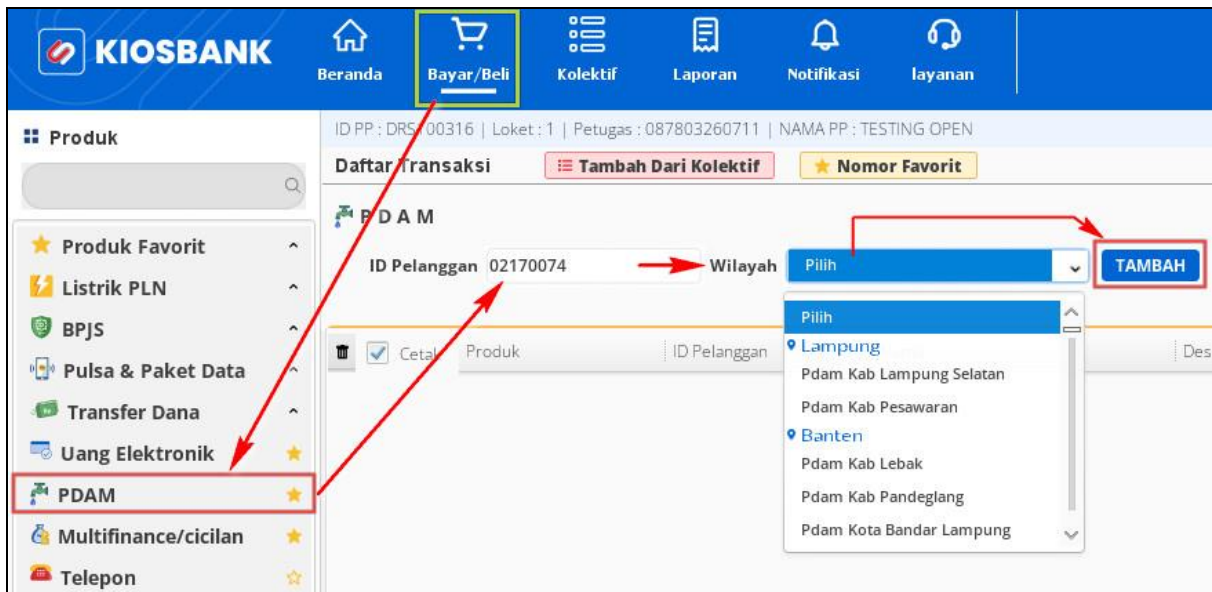 KIOSBANK
Beranda Bayar/Beli Kolektif Laporan Notifikasi layanan
Produk
ID PP : DRS100316 | Loket : 1 | Petugas : 087803260711 | NAMA PP : TESTING OPEN
Daftar Transaksi Tambah Dari Kolektif Nomor Favorit
P D A M
ID Pelanggan 02170074 Wilayah Pilih TAMBAH
Produk Favorit
Listrik PLN
BPJS
Pulsa & Paket Data
Transfer Dana
Uang Elektronik
PDAM
Multifinance/cicilan
Telepon
Cetak Produk ID Pelanggan Des
Pilih
Lampung
Pdam Kab Lampung Selatan
Pdam Kab Pesawaran
Banten
Pdam Kab Lebak
Pdam Kab Pandeglang
Pdam Kota Bandar Lampung